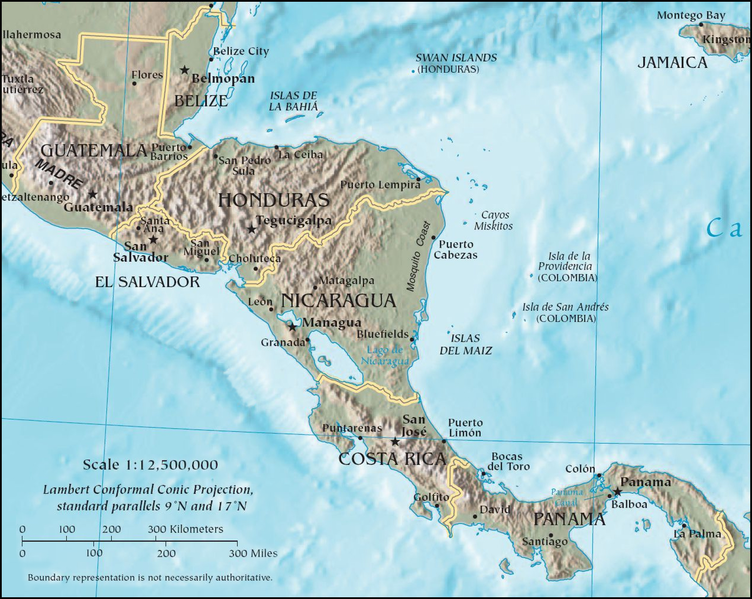 Montego Bay
Kingston
JAMAICA
SWAN ISLANDS
(HONDURAS)
ISLAS DE
LA BAHIÁ
Belize City
Belmopan
BELIZE
Flores
llahermosa
Tuxtla
utiérrez
GUATEMALA
Puerto
Barrios
San Pedro
Sula
La Ceiba
Puerto Lempira
MADRE
ula
etzaltenango
Guatemala
HONDURAS
Tegucigalpa
Santa
Ana
San
Salvador
San
Miguel
Choluteca
EL SALVADOR
Cayos
Miskitos
Ca
Mosquito Coast
Puerto
Cabezas
Isla de la
Providencia
(COLOMBIA)
Isla de San Andrés
(COLOMBIA)
Matagalpa
León
NICARAGUA
Managua
Granada
Bluefields
Lago de
Nicaragua
ISLAS
DEL MAIZ
Puntarenas
San
José
Puerto
Limón
COSTA RICA
Golfito
Bocas
del Toro
David
Colón
Panama
Canal
Panama
Balboa
PANAMA
Santiago
La Palma
Scale 1:12,500,000
Lambert Conformal Conic Projection,
standard parallels 9°N and 17°N
0 100 200 300 Kilometers
0 100 200 300 Miles
Boundary representation is not necessarily authoritative.